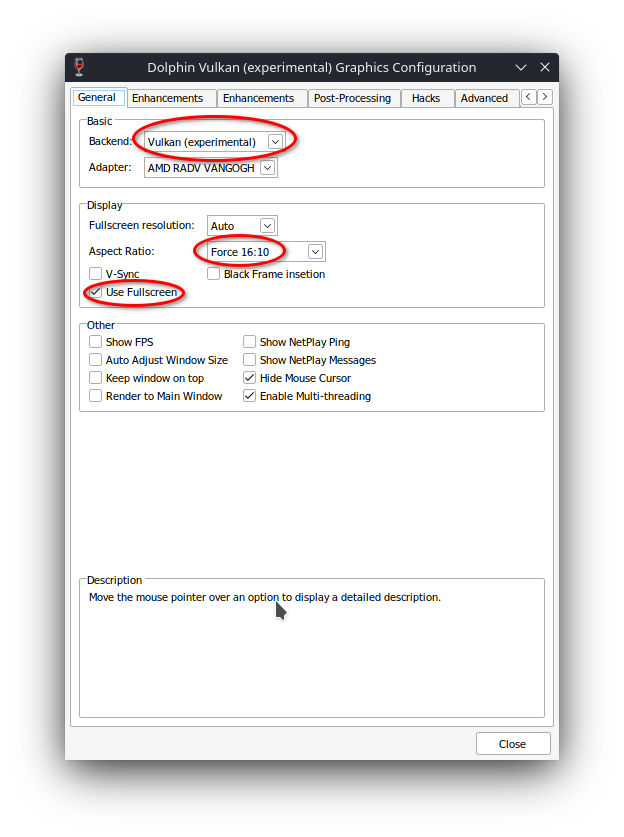 Dolphin Vulkan (experimental) Graphics Configuration
General Enhancements Enhancements Post-Processing Hacks Advanced
Basic
Backend: Vulkan (experimental)
Adapter: AMD RADV VANGOGH
Display
Fullscreen resolution: Auto
Aspect Ratio: Force 16:10
V-Sync Black Frame insetion
Use Fullscreen
Other
Show FPS Show NetPlay Ping
Auto Adjust Window Size Show NetPlay Messages
Keep window on top Hide Mouse Cursor
Render to Main Window Enable Multi-threading
Description
Move the mouse pointer over an option to display a detailed description.
Close